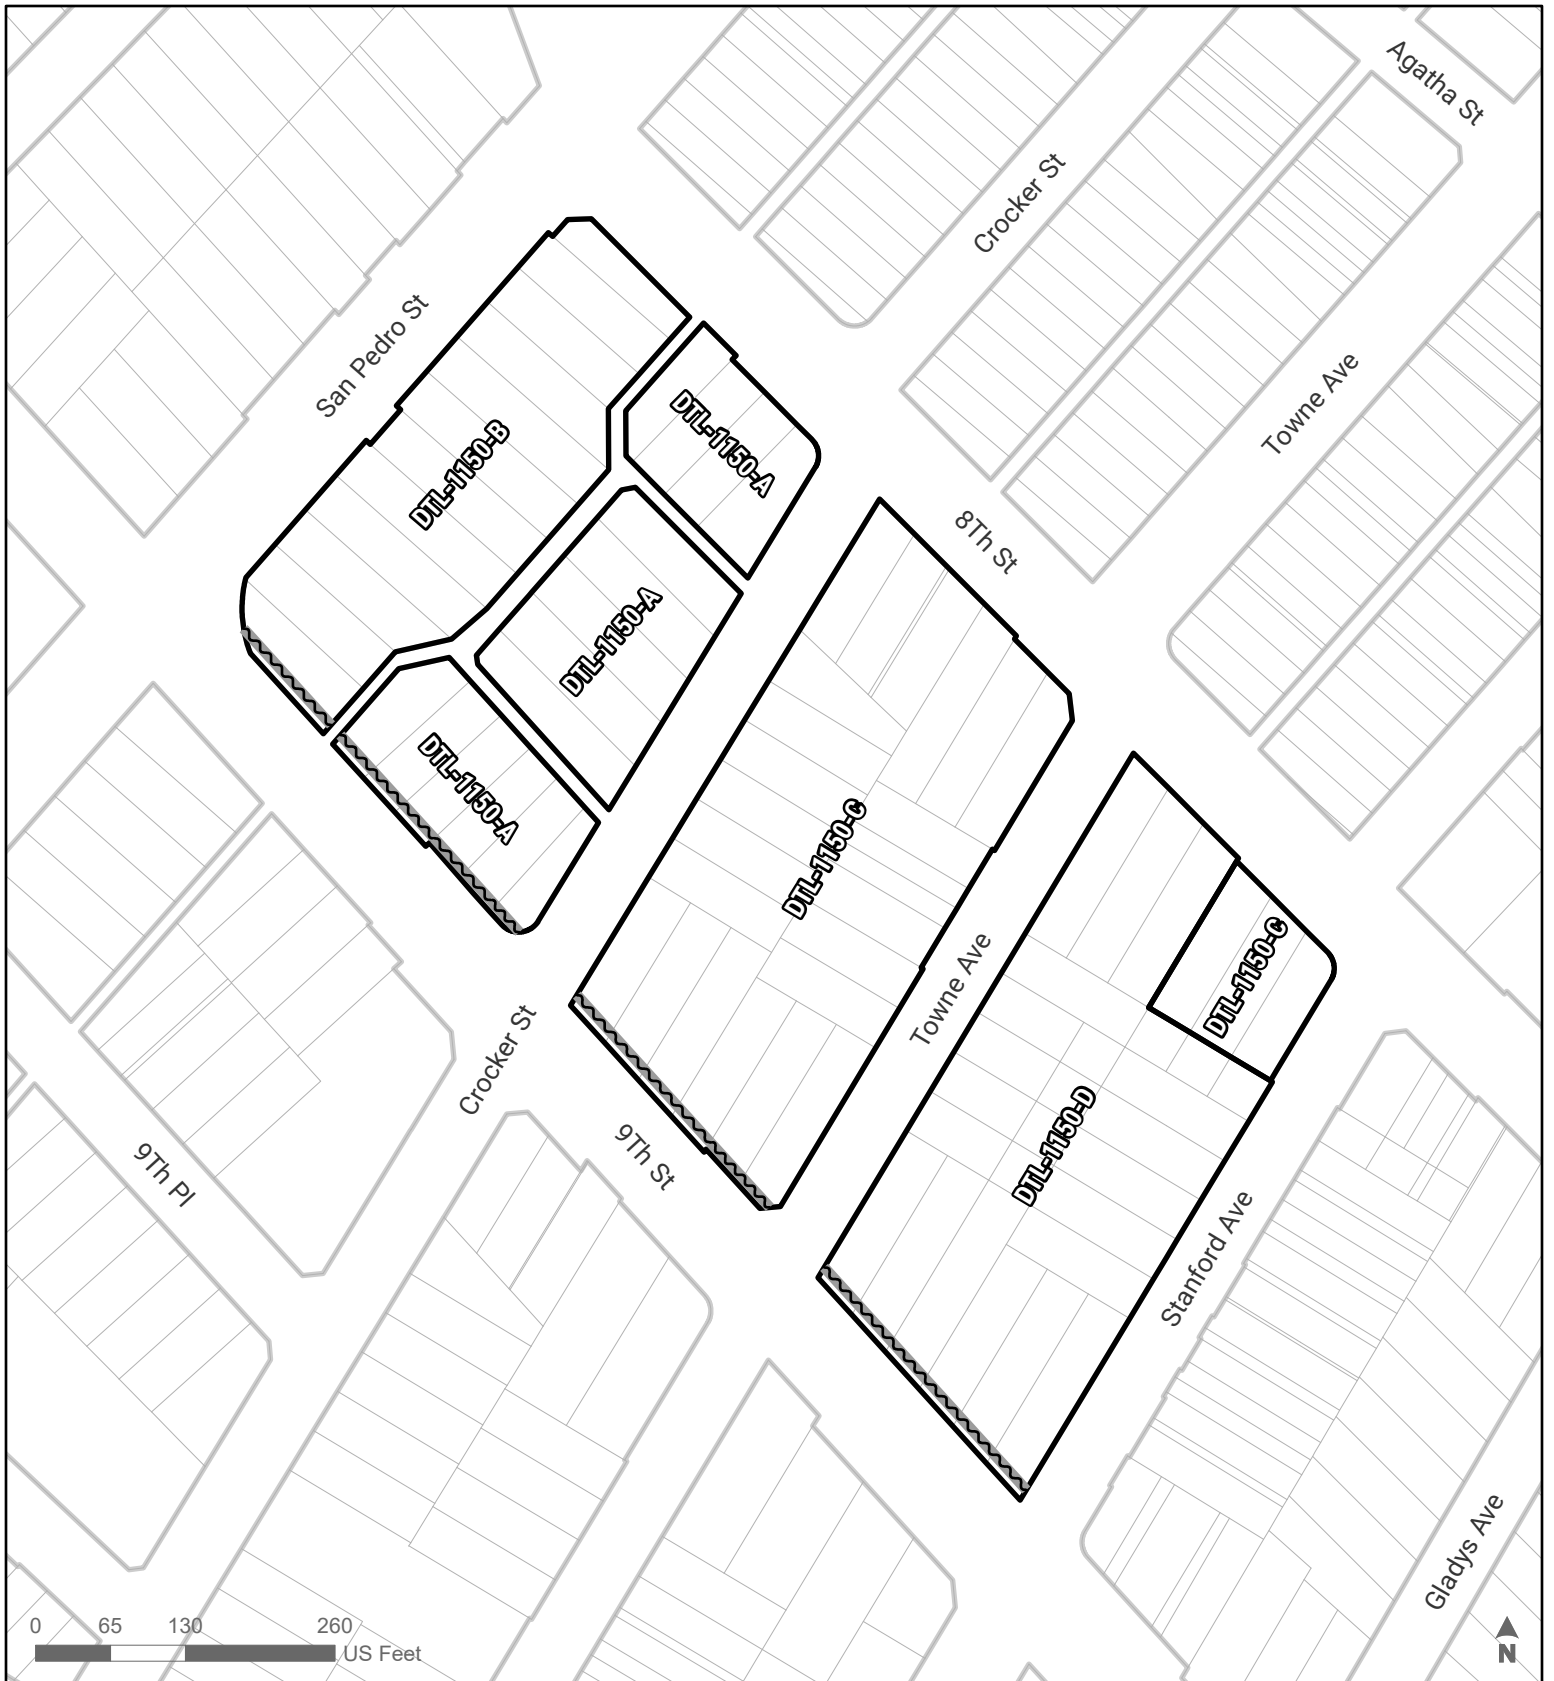 Agatha St
Crocker St
San Pedro St
Towne Ave
DTL-1150-A
DTL-1150-B
8Th St
DTL-1150-A
DTL-1150-A
DTL-1150-C
DTL-1150-C
Towne Ave
Crocker St
DTL-1150-D
9Th St
9Th Pl
Stanford Ave
Gladys Ave
0 65 130 260
US Feet
N